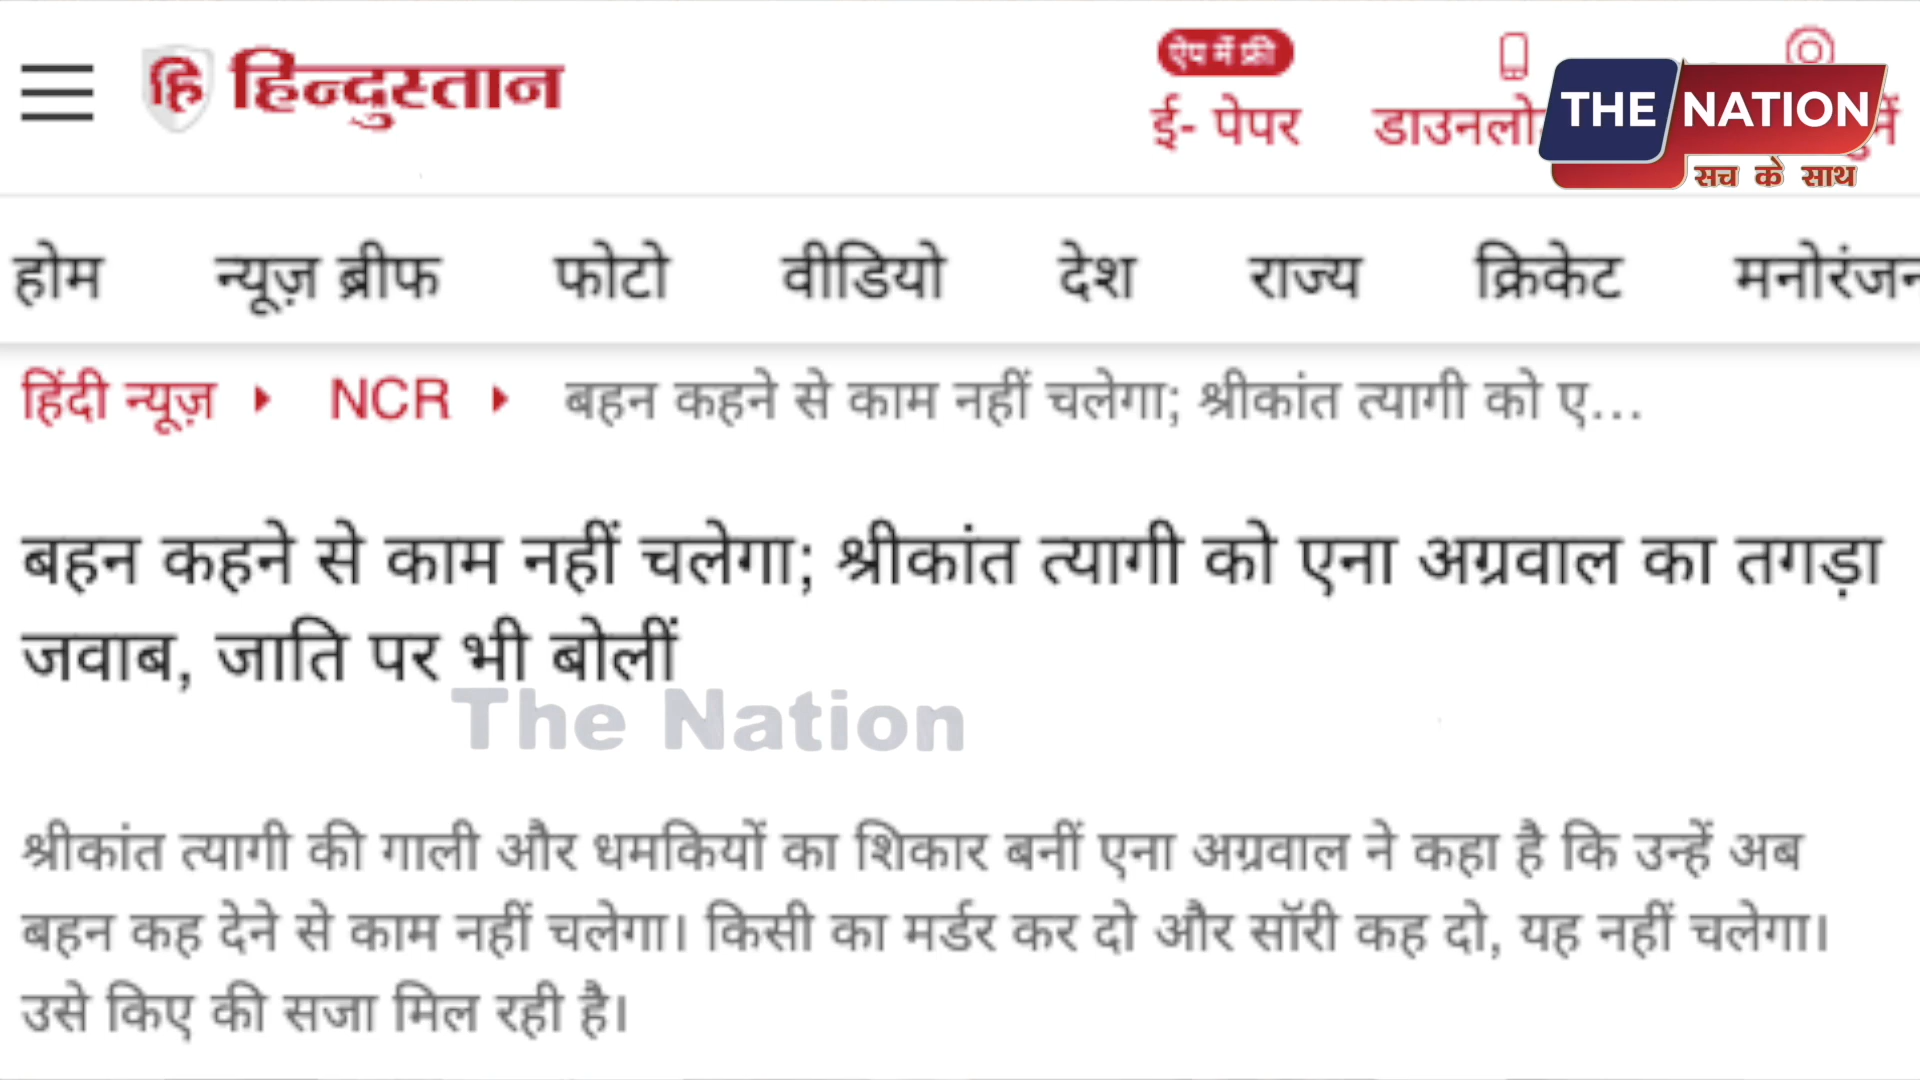 हि हिन्दुस्तान
ऐप में फ्री
ई- पेपर
THE NATION
सच के साथ
होम न्यूज़ ब्रीफ फोटो वीडियो देश राज्य क्रिकेट मनोरंजन
हिंदी न्यूज़ NCR बहन कहने से काम नहीं चलेगा; श्रीकांत त्यागी को ए...
बहन कहने से काम नहीं चलेगा; श्रीकांत त्यागी को एना अग्रवाल का तगड़ा
जवाब, जाति पर भी बोलीं
The Nation
श्रीकांत त्यागी की गाली और धमकियों का शिकार बनीं एना अग्रवाल ने कहा है कि उन्हें अब
बहन कह देने से काम नहीं चलेगा। किसी का मर्डर कर दो और सॉरी कह दो, यह नहीं चलेगा।
उसे किए की सजा मिल रही है।